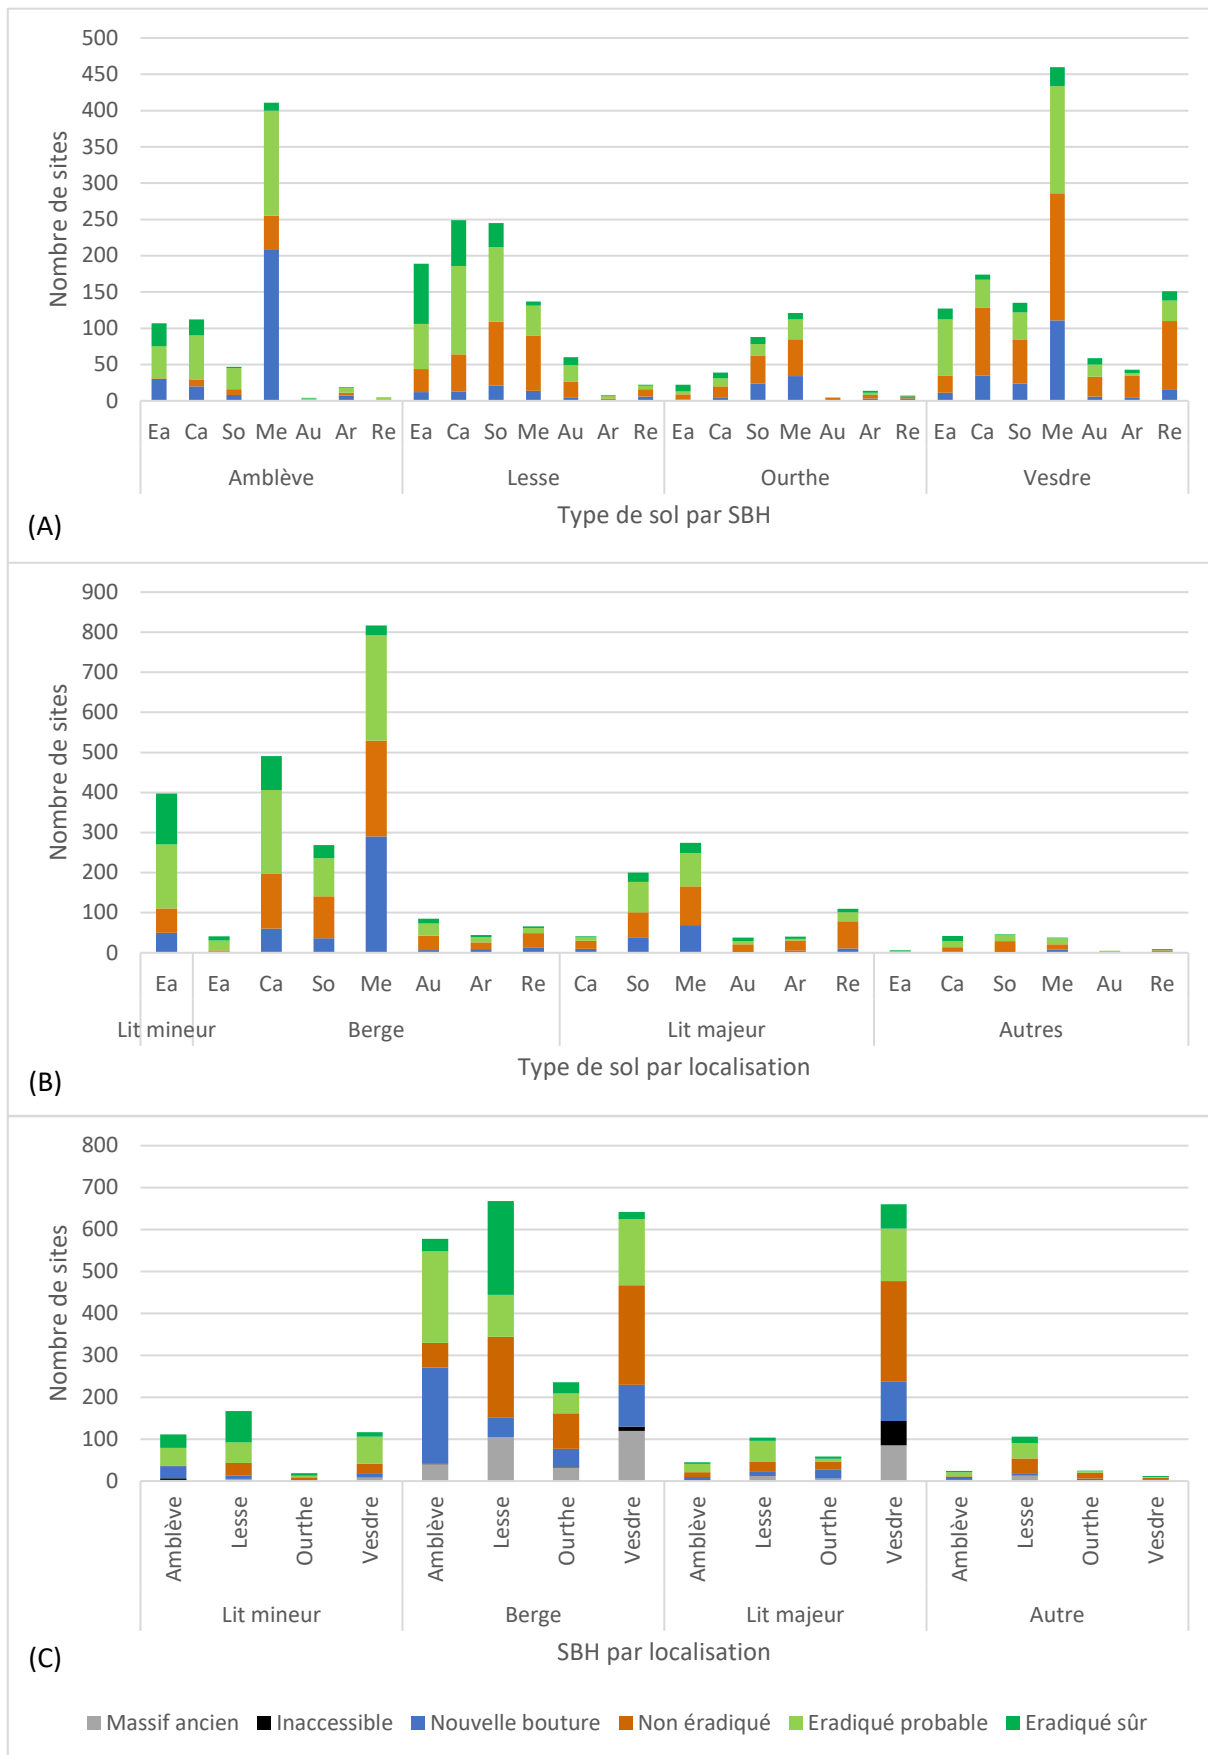 500
450
400
350
300
250
200
150
100
50
0
Nombre de sites
Ea Ca So Me Au Ar Re Ea Ca So Me Au Ar Re Ea Ca So Me Au Ar Re Ea Ca So Me Au Ar Re
Amblève Lesse Ourthe Vesdre
Type de sol par SBH
(A)
900
800
700
600
500
400
300
200
100
0
Nombre de sites
Ea Ea Ca So Me Au Ar Re Ca So Me Au Ar Re Ea Ca So Me Au Re
Lit mineur Berge Lit majeur Autres
Type de sol par localisation
(B)
800
700
600
500
400
300
200
100
0
Nombre de sites
Amblève Lesse Ourthe Vesdre Amblève Lesse Ourthe Vesdre Amblève Lesse Ourthe Vesdre Amblève Lesse Ourthe Vesdre
Lit mineur Berge Lit majeur Autre
SBH par localisation
(C)
Massif ancien Inaccessible Nouvelle bouture Non éradiqué Eradiqué probable Eradiqué sûr